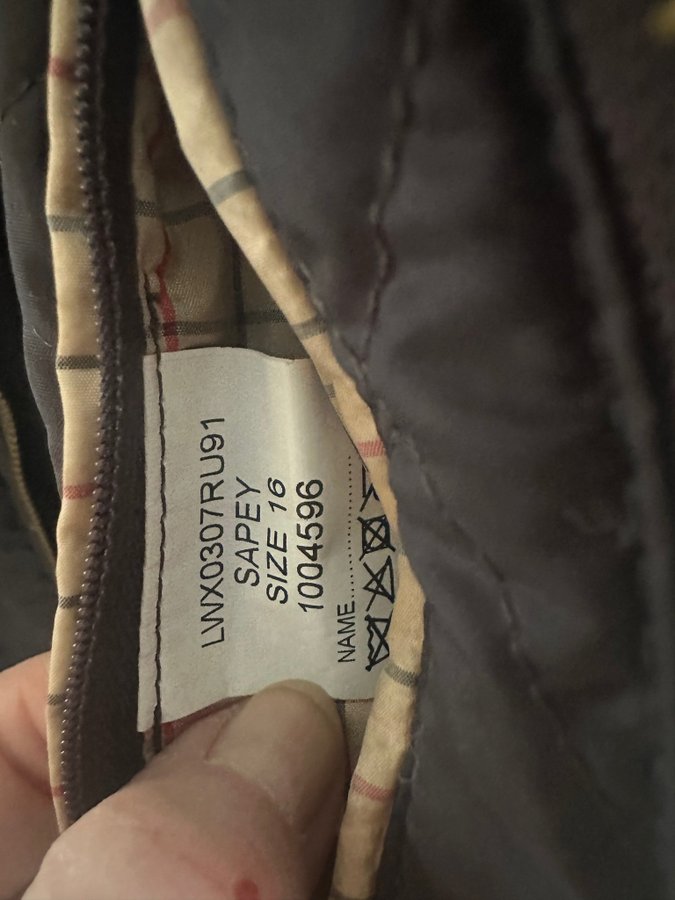 LWX0307RU91
SAPEY
SIZE 16
1004596
NAME....................